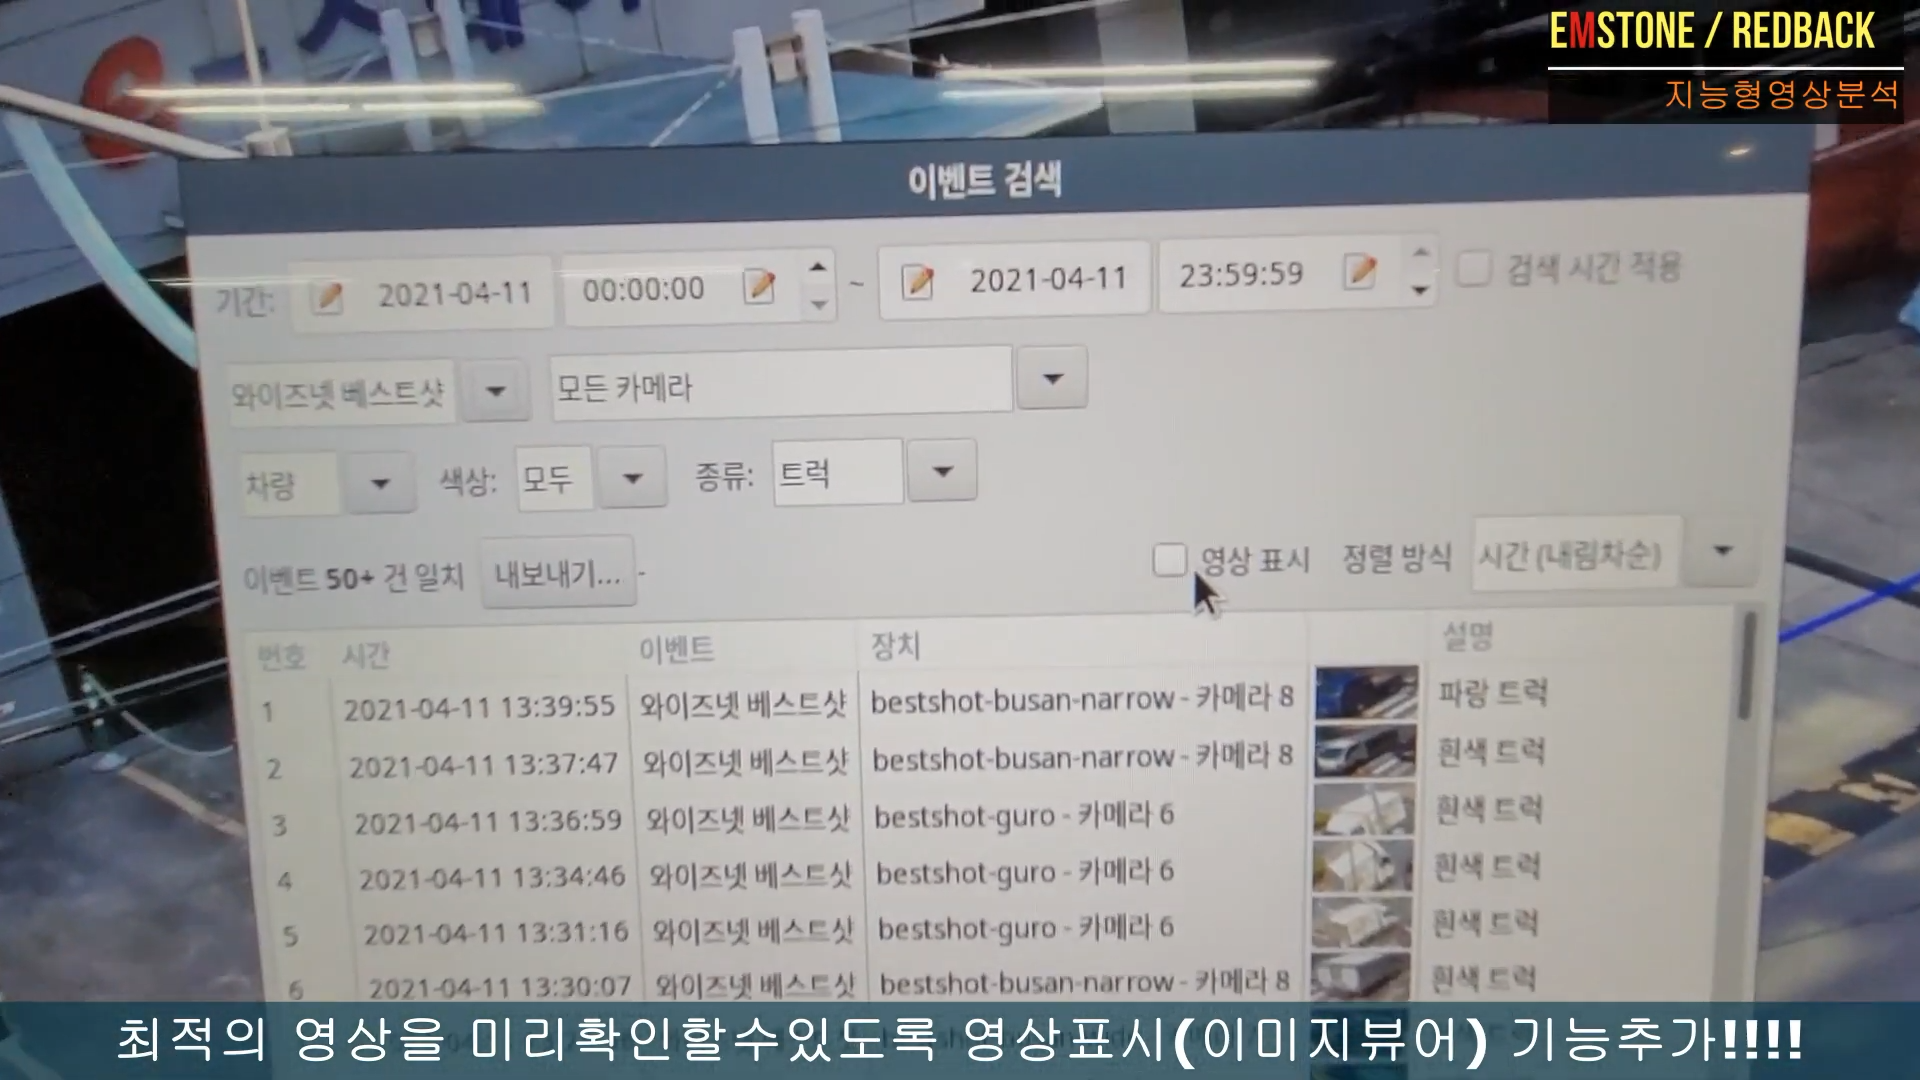 EMSTONE / REDBACK
지능형영상분석
이벤트 검색
기간: 2021-04-11 00:00:00 ~ 2021-04-11 23:59:59 검색 시간 적용
와이즈넷 베스트샷 모든 카메라
차량 색상: 모두 종류: 트럭
이벤트 50+ 건 일치 내보내기... - 영상 표시 정렬 방식 시간 (내림차순)
번호 시간 이벤트 장치 설명
1 2021-04-11 13:39:55 와이즈넷 베스트샷 bestshot-busan-narrow - 카메라 8 파랑 트럭
2 2021-04-11 13:37:47 와이즈넷 베스트샷 bestshot-busan-narrow - 카메라 8 흰색 트럭
3 2021-04-11 13:36:59 와이즈넷 베스트샷 bestshot-guro - 카메라 6 흰색 트럭
4 2021-04-11 13:34:46 와이즈넷 베스트샷 bestshot-guro - 카메라 6 흰색 트럭
5 2021-04-11 13:31:16 와이즈넷 베스트샷 bestshot-guro - 카메라 6 흰색 트럭
6 2021-04-11 13:30:07 와이즈넷 베스트샷 bestshot-busan-narrow - 카메라 8 흰색 트럭
최적의 영상을 미리확인할수있도록 영상표시(이미지뷰어) 기능추가!!!!